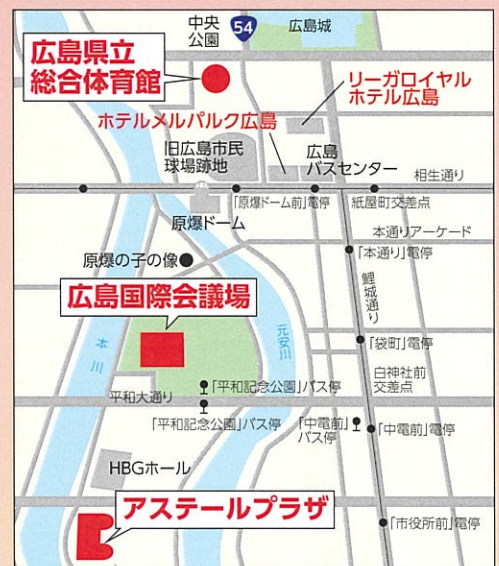 中央
公園
54
広島城
広島県立
総合体育館
リーガロイヤル
ホテル広島
ホテルメルパルク広島
旧広島市民
球場跡地
広島
バスセンター
相生通り
「原爆ドーム前」電停
紙屋町交差点
原爆ドーム
本通りアーケード
「本通り」電停
原爆の子の像
広島国際会議場
鯉城通り
元安川
本川
「袋町」電停
白神社前
交差点
「平和記念公園」バス停
平和大通り
「平和記念公園」バス停
「中電前」
バス停
「中電前」電停
HBGホール
アステールプラザ
「市役所前」電停